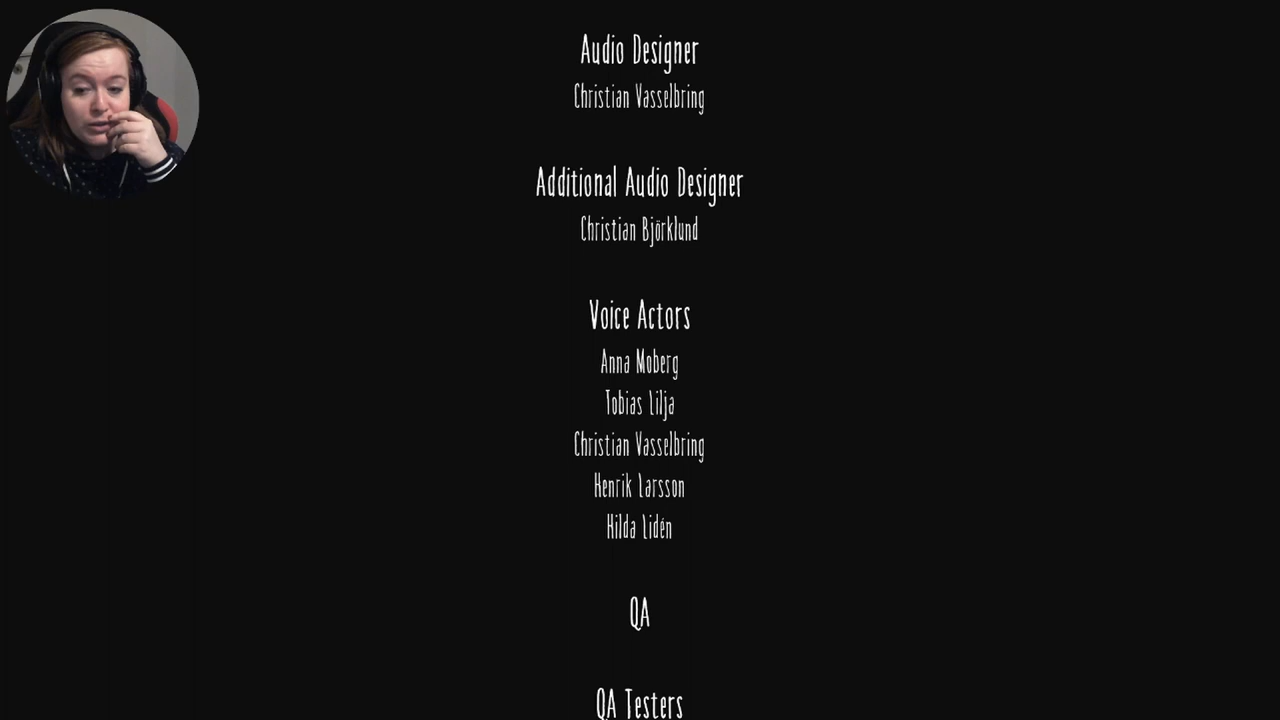 Audio Designer
Christian Vasselbring
Additional Audio Designer
Christian Björklund
Voice Actors
Anna Moberg
Tobias Lilja
Christian Vasselbring
Henrik Larsson
Hilda Lidén
QA
QA Testers